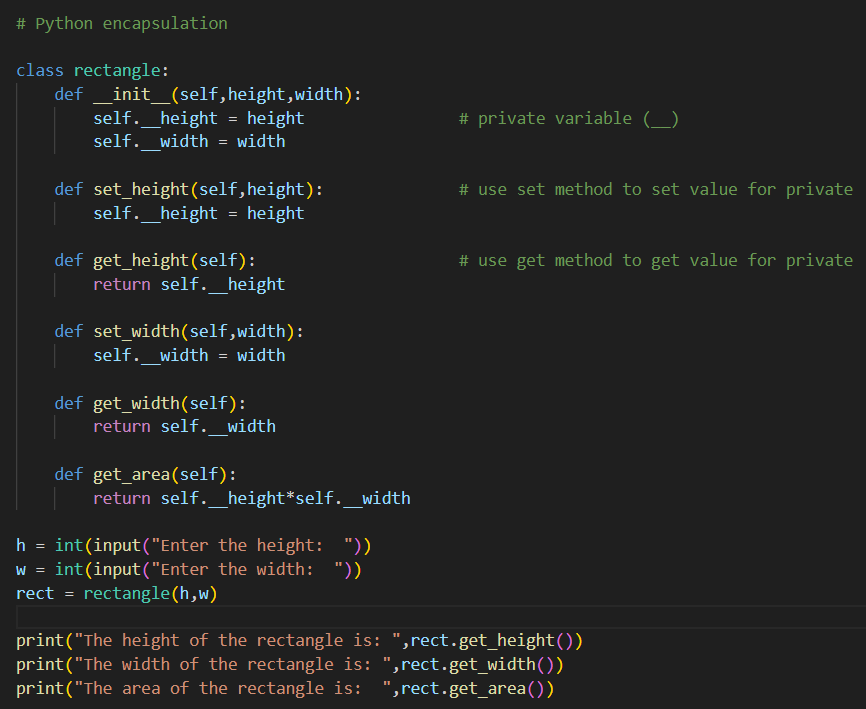 # Python encapsulation
class rectangle:
    def __init__(self,height,width):
        self.__height = height                # private variable (__)
        self.__width = width
    def set_height(self,height):              # use set method to set value for private
        self.__height = height
    def get_height(self):                     # use get method to get value for private
        return self.__height
    def set_width(self,width):
        self.__width = width
    def get_width(self):
        return self.__width
    def get_area(self):
        return self.__height*self.__width
h = int(input("Enter the height:  "))
w = int(input("Enter the width:  "))
rect = rectangle(h,w)
print("The height of the rectangle is: ",rect.get_height())
print("The width of the rectangle is: ",rect.get_width())
print("The area of the rectangle is:  ",rect.get_area())